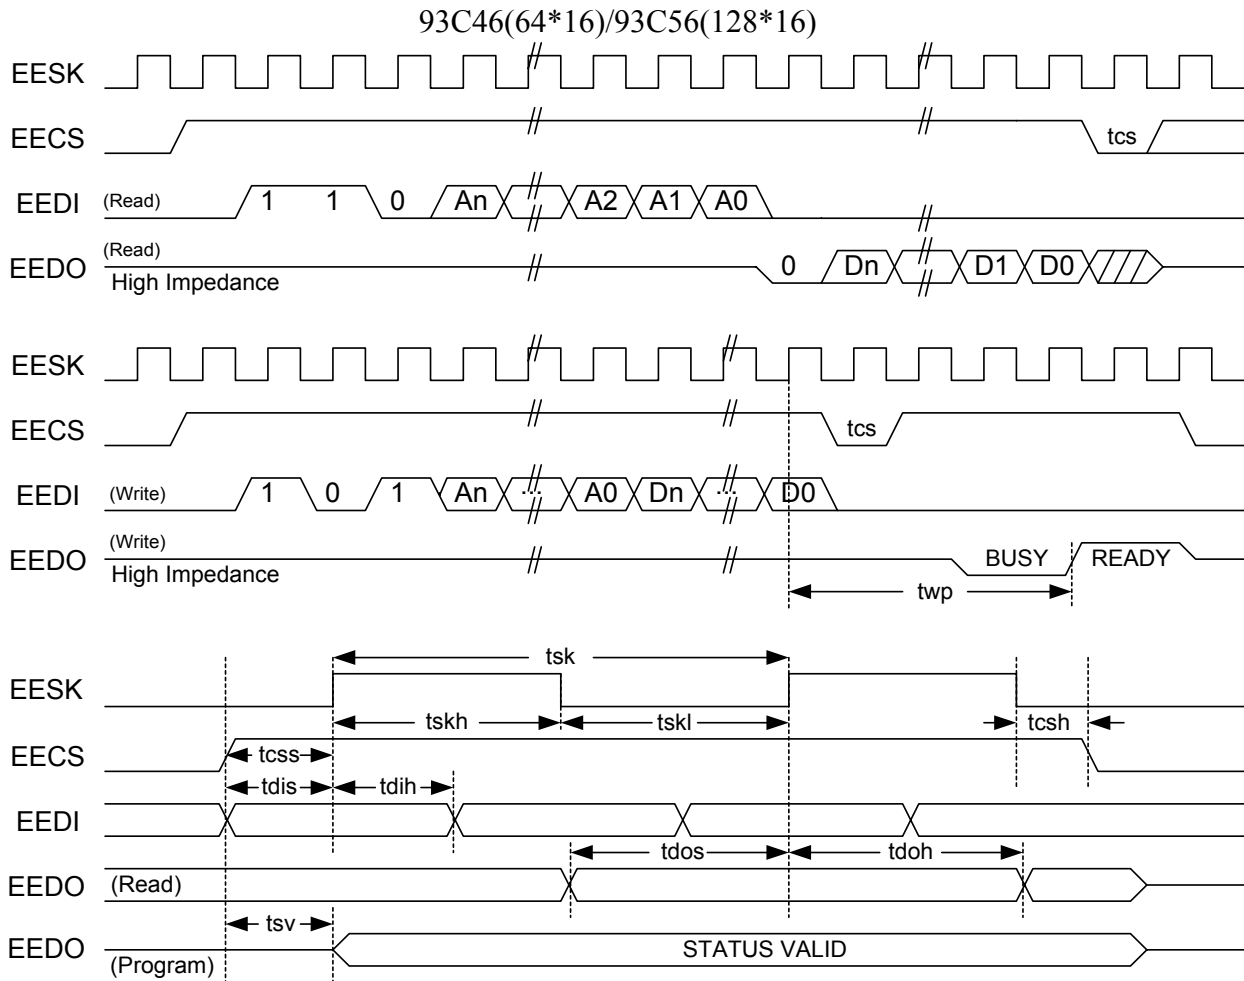 93C46(64*16)/93C56(128*16)
EESK
EECS tcs
EEDI (Read) 1 1 0 An A2 A1 A0
EEDO (Read) High Impedance 0 Dn D1 D0
EESK
EECS tcs
EEDI (Write) 1 0 1 An ... A0 Dn ... D0
EEDO (Write) High Impedance BUSY READY
twp
tsk
EESK
tskh tskl tcsh
EECS tcss
tdis tdih
EEDI
tdos tdoh
EEDO (Read)
tsv
EEDO (Program) STATUS VALID